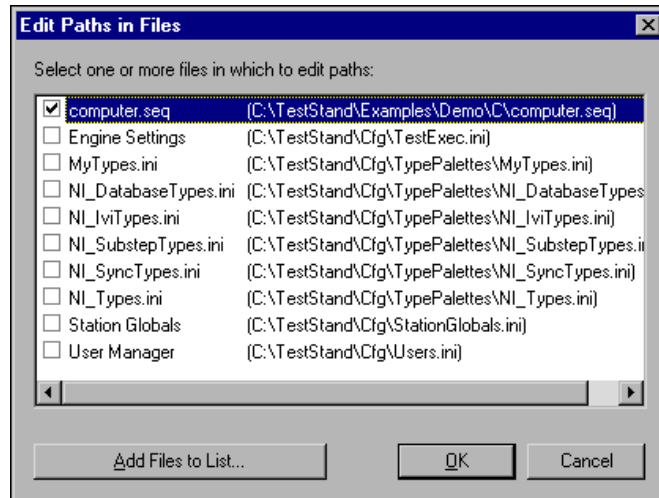 Edit Paths in Files
Select one or more files in which to edit paths:
computer.seq (C:\TestStand\Examples\Demo\C\computer.seq)
Engine Settings (C:\TestStand\Cfg\TestExec.ini)
MyTypes.ini (C:\TestStand\Cfg\TypePalettes\MyTypes.ini)
NI_DatabaseTypes.ini (C:\TestStand\Cfg\TypePalettes\NI_DatabaseTypes
NI_IviTypes.ini (C:\TestStand\Cfg\TypePalettes\NI_IviTypes.ini)
NI_SubstepTypes.ini (C:\TestStand\Cfg\TypePalettes\NI_SubstepTypes.i
NI_SyncTypes.ini (C:\TestStand\Cfg\TypePalettes\NI_SyncTypes.ini)
NI_Types.ini (C:\TestStand\Cfg\TypePalettes\NI_Types.ini)
Station Globals (C:\TestStand\Cfg\StationGlobals.ini)
User Manager (C:\TestStand\Cfg\Users.ini)
Add Files to List... OK Cancel